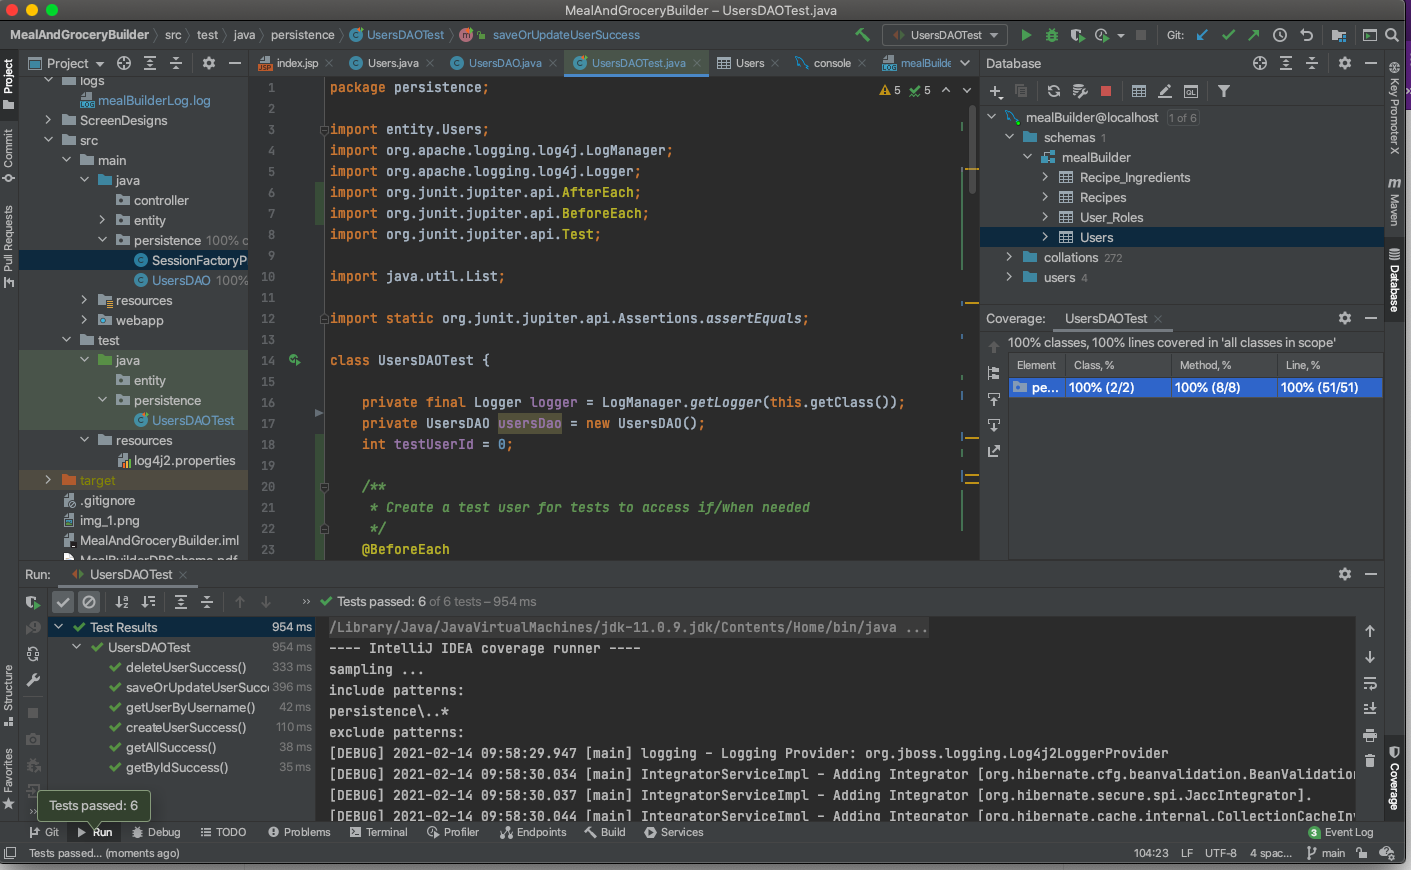 MealAndGroceryBuilder – UsersDAOTest.java
MealAndGroceryBuilder src test java persistence UsersDAOTest saveOrUpdateUserSuccess
UsersDAOTest
Git:
Project
index.jsp Users.java UsersDAO.java UsersDAOTest.java Users console mealBuilde
Database
Project
Commit
Pull Requests
Structure
Favorites
logs
mealBuilderLog.log
ScreenDesigns
src
main
java
controller
entity
persistence 100% c
SessionFactoryP
UsersDAO 100%
resources
webapp
test
java
entity
persistence
UsersDAOTest
resources
log4j2.properties
target
.gitignore
img_1.png
MealAndGroceryBuilder.iml
5 5
1 package persistence;
2
3 import entity.Users;
4 import org.apache.logging.log4j.LogManager;
5 import org.apache.logging.log4j.Logger;
6 import org.junit.jupiter.api.AfterEach;
7 import org.junit.jupiter.api.BeforeEach;
8 import org.junit.jupiter.api.Test;
9
10 import java.util.List;
11
12 import static org.junit.jupiter.api.Assertions.assertEquals;
13
14 class UsersDAOTest {
15
16 private final Logger logger = LogManager.getLogger(this.getClass());
17 private UsersDAO usersDao = new UsersDAO();
18 int testUserId = 0;
19
20 /**
21 * Create a test user for tests to access if/when needed
22 */
23 @BeforeEach
mealBuilder@localhost 1 of 6
schemas 1
mealBuilder
Recipe_Ingredients
Recipes
User_Roles
Users
collations 272
users 4
Coverage: UsersDAOTest
100% classes, 100% lines covered in 'all classes in scope'
Element Class, % Method, % Line, %
pe... 100% (2/2) 100% (8/8) 100% (51/51)
Key Promoter X
Maven
Database
Coverage
Run: UsersDAOTest
Tests passed: 6 of 6 tests – 954 ms
Test Results 954 ms
UsersDAOTest 954 ms
deleteUserSuccess() 333 ms
saveOrUpdateUserSucc 396 ms
getUserByUsername() 42 ms
createUserSuccess() 110 ms
getAllSuccess() 38 ms
getByIdSuccess() 35 ms
/Library/Java/JavaVirtualMachines/jdk-11.0.9.jdk/Contents/Home/bin/java ...
---- IntelliJ IDEA coverage runner ----
sampling ...
include patterns:
persistence\..*
exclude patterns:
[DEBUG] 2021-02-14 09:58:29.947 [main] logging - Logging Provider: org.jboss.logging.Log4j2LoggerProvider
[DEBUG] 2021-02-14 09:58:30.034 [main] IntegratorServiceImpl - Adding Integrator [org.hibernate.cfg.beanvalidation.BeanValidatio
[DEBUG] 2021-02-14 09:58:30.037 [main] IntegratorServiceImpl - Adding Integrator [org.hibernate.secure.spi.JaccIntegrator].
[DEBUG] 2021-02-14 09:58:30.044 [main] IntegratorServiceImpl - Adding Integrator [org.hibernate.cache.internal.CollectionCacheIn
Tests passed: 6
Git Run Debug TODO Problems Terminal Profiler Endpoints Build Services 3 Event Log
Tests passed... (moments ago) 104:23 LF UTF-8 4 spac... main